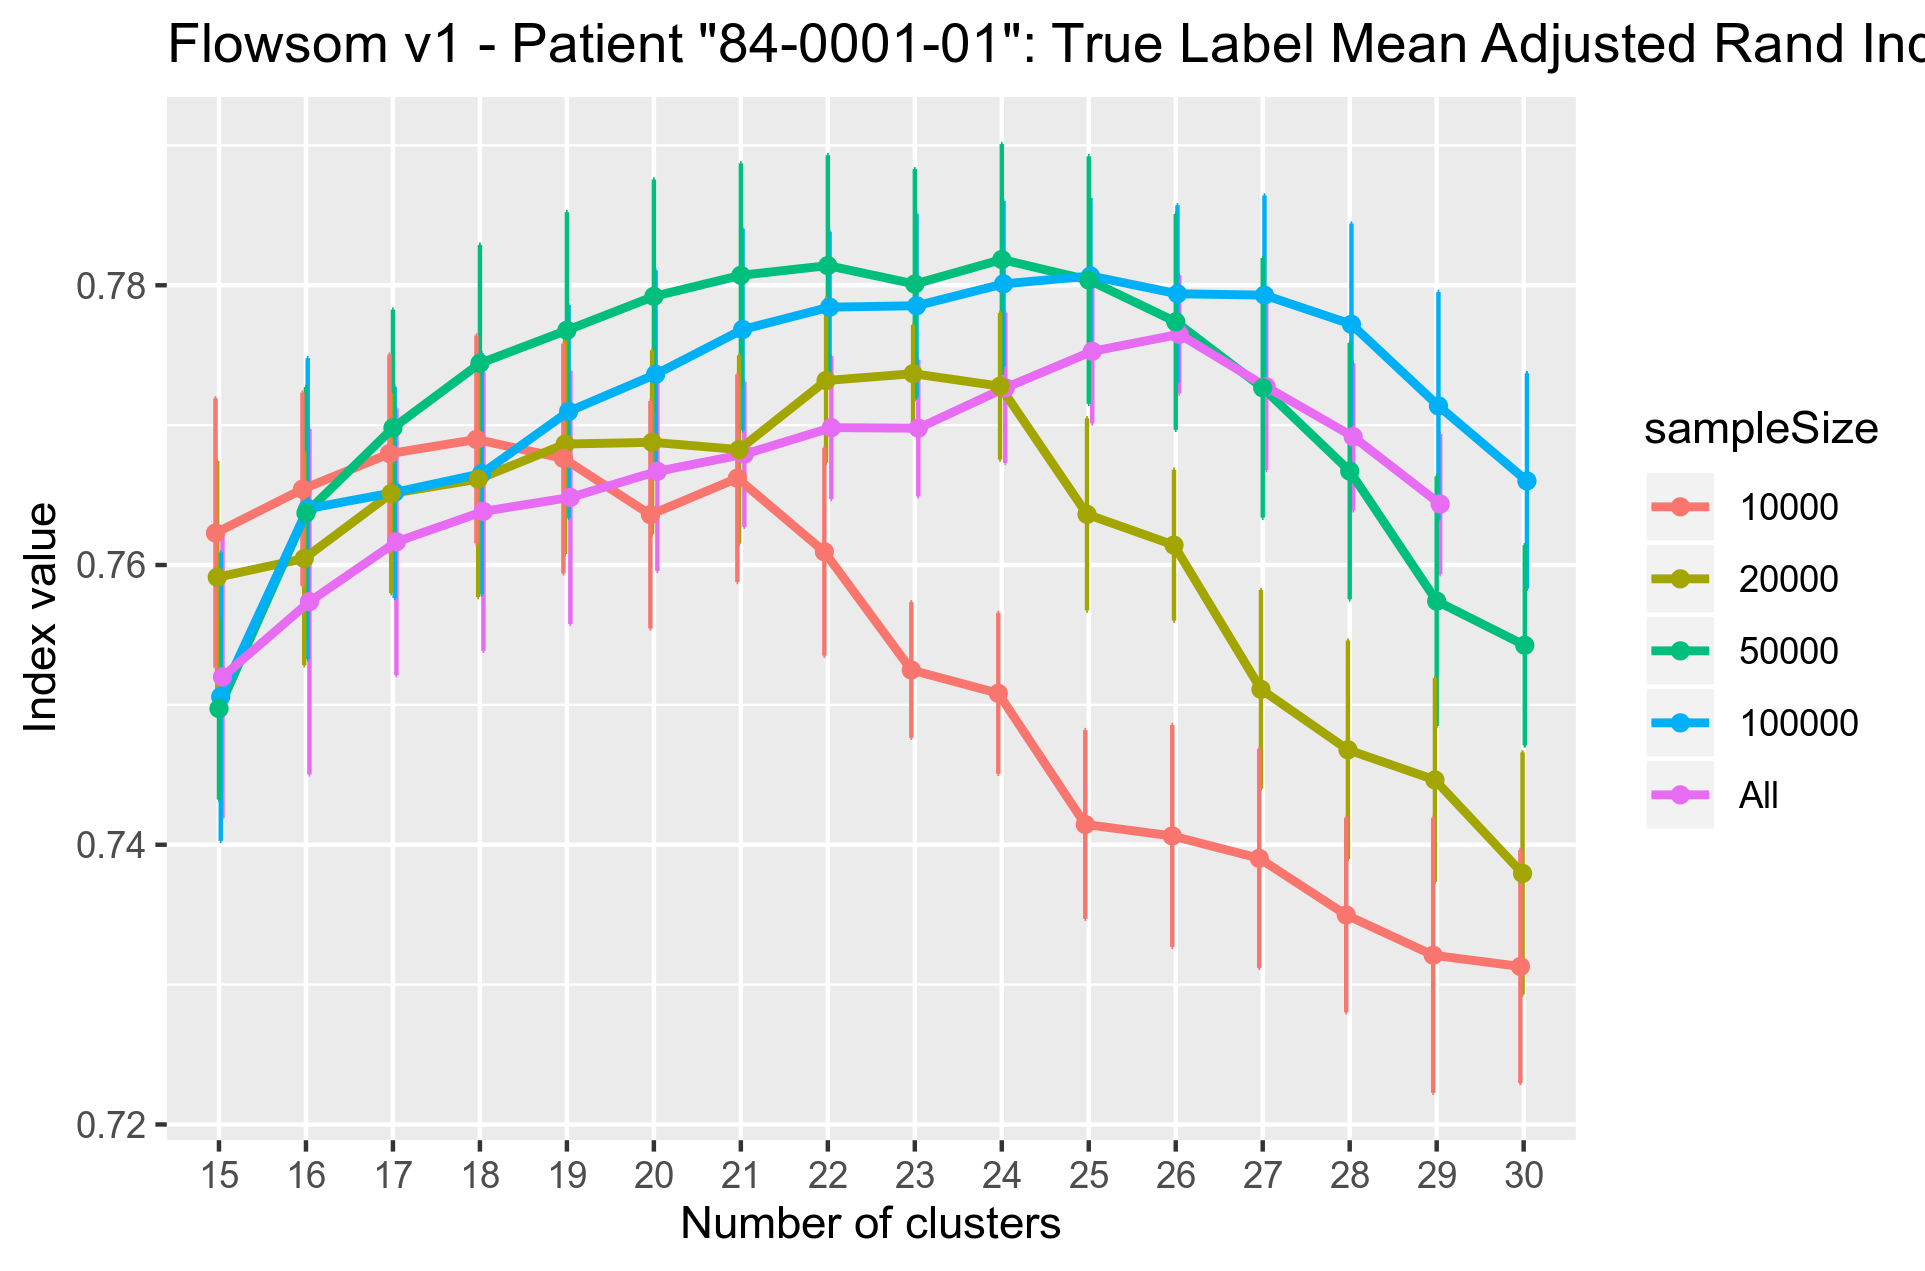 Flowsom v1 - Patient "84-0001-01": True Label Mean Adjusted Rand
Index value
0.78
0.76
0.74
0.72
15 16 17 18 19 20 21 22 23 24 25 26 27 28 29 30
Number of clusters
sampleSize
10000
20000
50000
100000
All